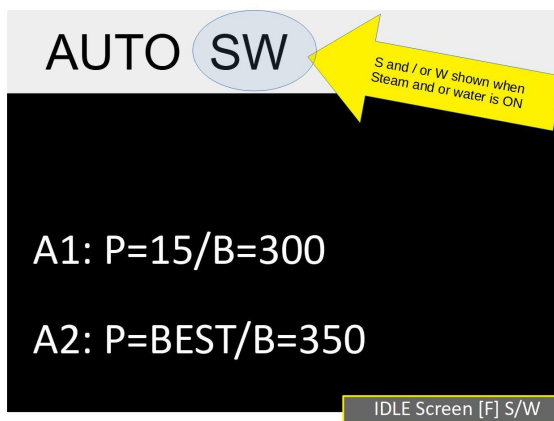 AUTO SW
S and / or W shown when
Steam and or water is ON
A1: P=15/B=300
A2: P=BEST/B=350
IDLE Screen [F] S/W